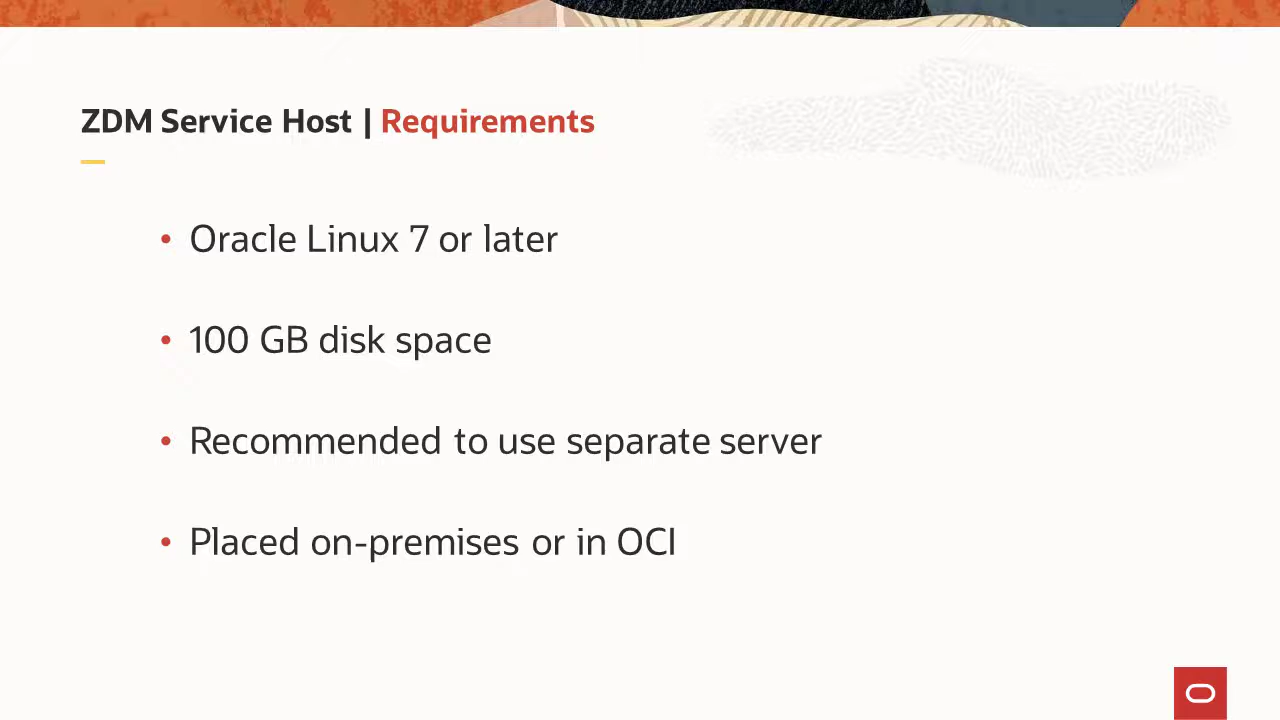 ZDM Service Host | Requirements
• Oracle Linux 7 or later
• 100 GB disk space
• Recommended to use separate server
• Placed on-premises or in OCI